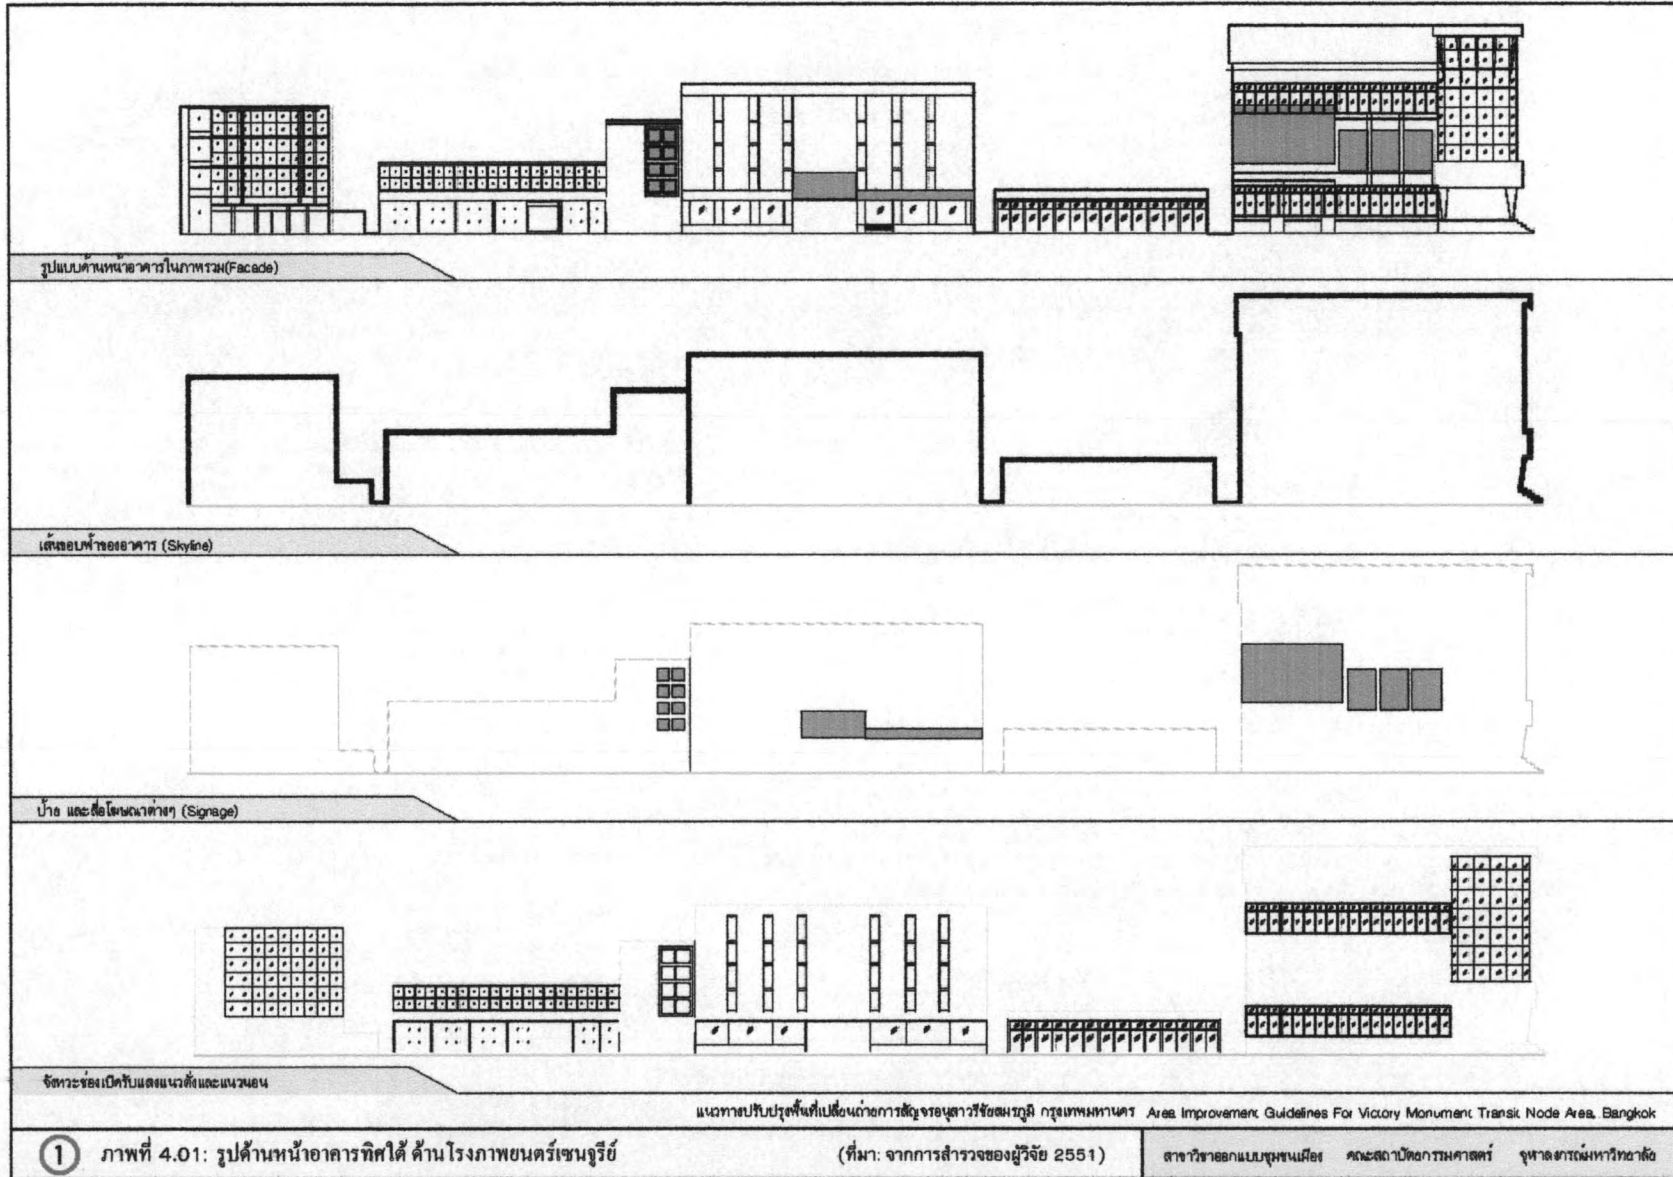 รูปแบบด้านหน้าอาคารในภาพรวม(Facade)
เส้นขอบฟ้าของอาคาร (Skyline)
ป้าย และสื่อโฆษณาต่างๆ (Signage)
จังหวะช่องเปิดรับแสงแนวตั้งและแนวนอน
แนวทางปรับปรุงพื้นที่เปลี่ยนถ่ายการสัญจรอนุสาวรีย์ชัยสมรภูมิ กรุงเทพมหานคร Area Improvement Guidelines For Victory Monument Transit Node Area, Bangkok
1 ภาพที่ 4.01: รูปด้านหน้าอาคารทิศใต้ ด้านโรงภาพยนตร์เซนจูรีย์ (ที่มา: จากการสำรวจของผู้วิจัย 2551) สาขาวิชาออกแบบชุมชนเมือง คณะสถาปัตยกรรมศาสตร์ จุฬาลงกรณ์มหาวิทยาลัย